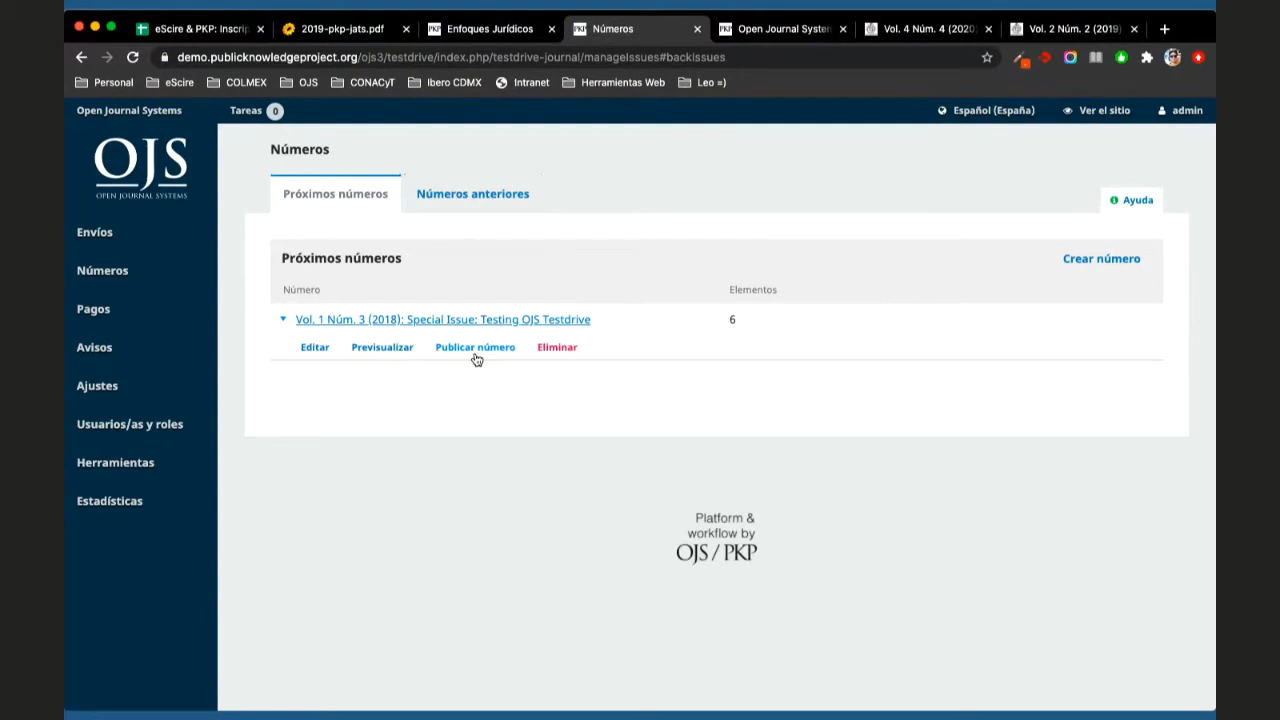 eScire & PKP: Inscrip
2019-pkp-jats.pdf
PKP Enfoques Jurídicos
PKP Números
PKP Open Journal System
Vol. 4 Núm. 4 (2020)
Vol. 2 Núm. 2 (2019)
demo.publicknowledgeproject.org/ojs3/testdrive/index.php/testdrive-journal/manageIssues#backIssues
Personal
eScire
COLMEX
OJS
CONACyT
Ibero CDMX
Intranet
Herramientas Web
Leo =)
Open Journal Systems
Tareas 0
Español (España)
Ver el sitio
admin
OJS
OPEN JOURNAL SYSTEMS
Envíos
Números
Pagos
Avisos
Ajustes
Usuarios/as y roles
Herramientas
Estadísticas
Números
Próximos números
Números anteriores
Ayuda
Próximos números
Crear número
Número
Elementos
Vol. 1 Núm. 3 (2018): Special Issue: Testing OJS Testdrive
6
Editar
Previsualizar
Publicar número
Eliminar
Platform &
workflow by
OJS / PKP